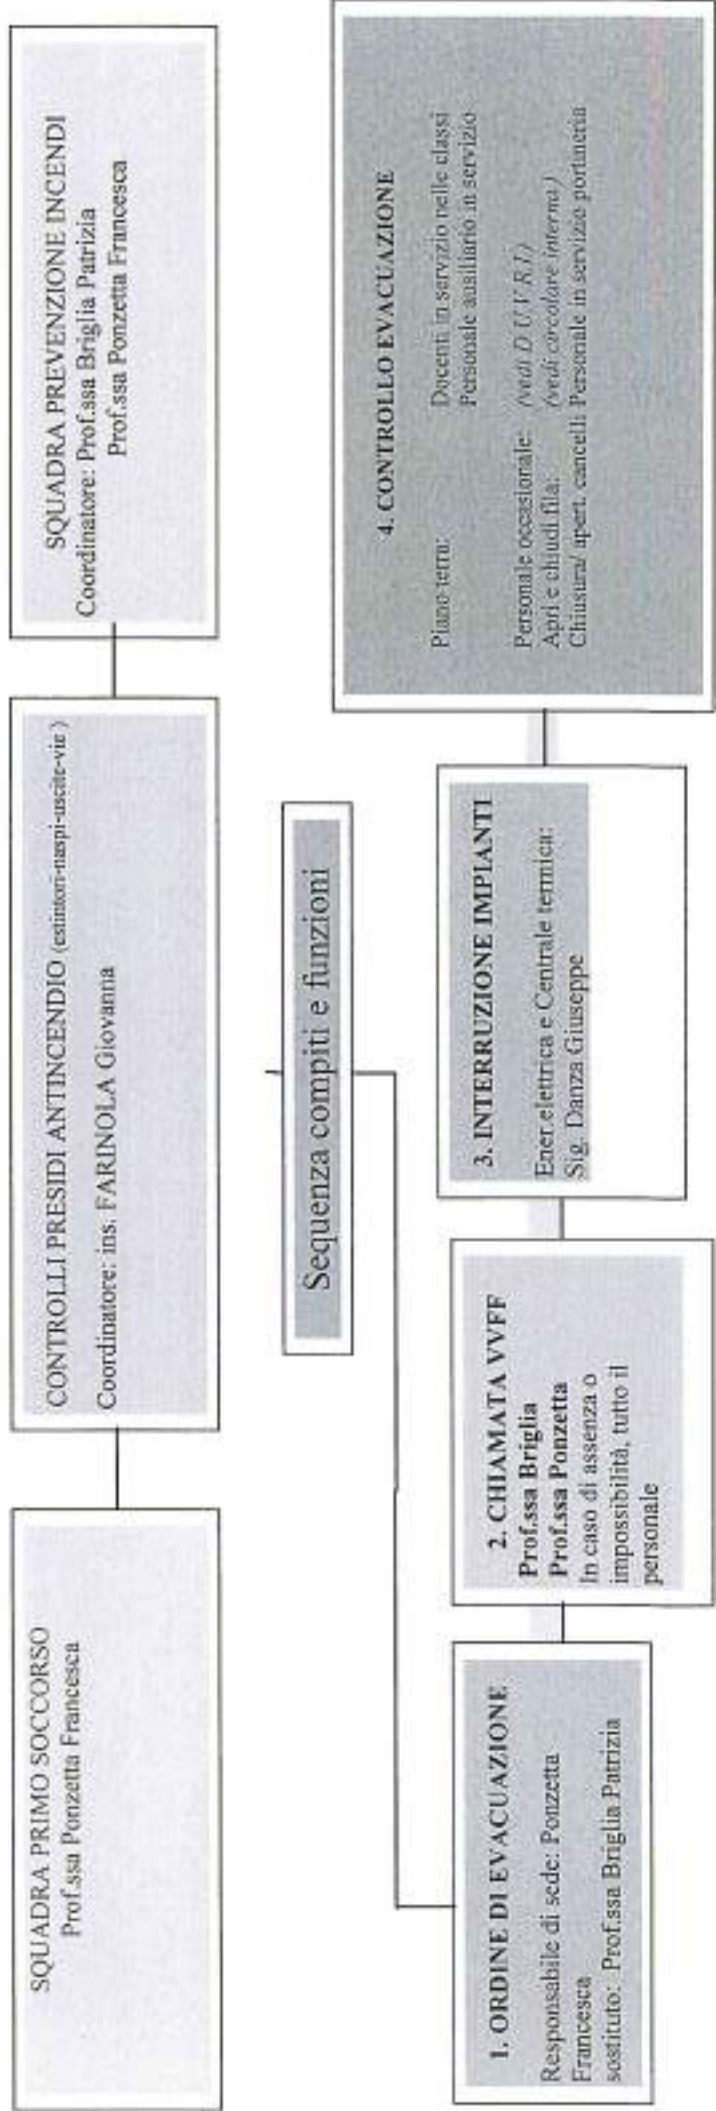 SQUADRA PRIMO SOCCORSO
Prof.ssa Ponzetta Francesca
CONTROLLI PRESIDI ANTINCENDIO (estintori-naspi-uscite-vie )
Coordinatore: ins. FARINOLA Giovanna
SQUADRA PREVENZIONE INCENDI
Coordinatore: Prof.ssa Briglia Patrizia
Prof.ssa Ponzetta Francesca
Sequenza compiti e funzioni
1. ORDINE DI EVACUAZIONE
Responsabile di sede: Ponzetta
Francesca
sostituto: Prof.ssa Briglia Patrizia
2. CHIAMATA VVFF
Prof.ssa Briglia
Prof.ssa Ponzetta
In caso di assenza o
impossibilità, tutto il
personale
3. INTERRUZIONE IMPIANTI
Ener.elettrica e Centrale termica:
Sig. Danza Giuseppe
4. CONTROLLO EVACUAZIONE
Piano terra: Docenti in servizio nelle classi
Personale ausiliario in servizio
Personale occasionale: (vedi D.U.V.R.I.)
Apri e chiudi fila: (vedi circolare interna)
Chiusura/ apert. cancelli: Personale in servizio portineria